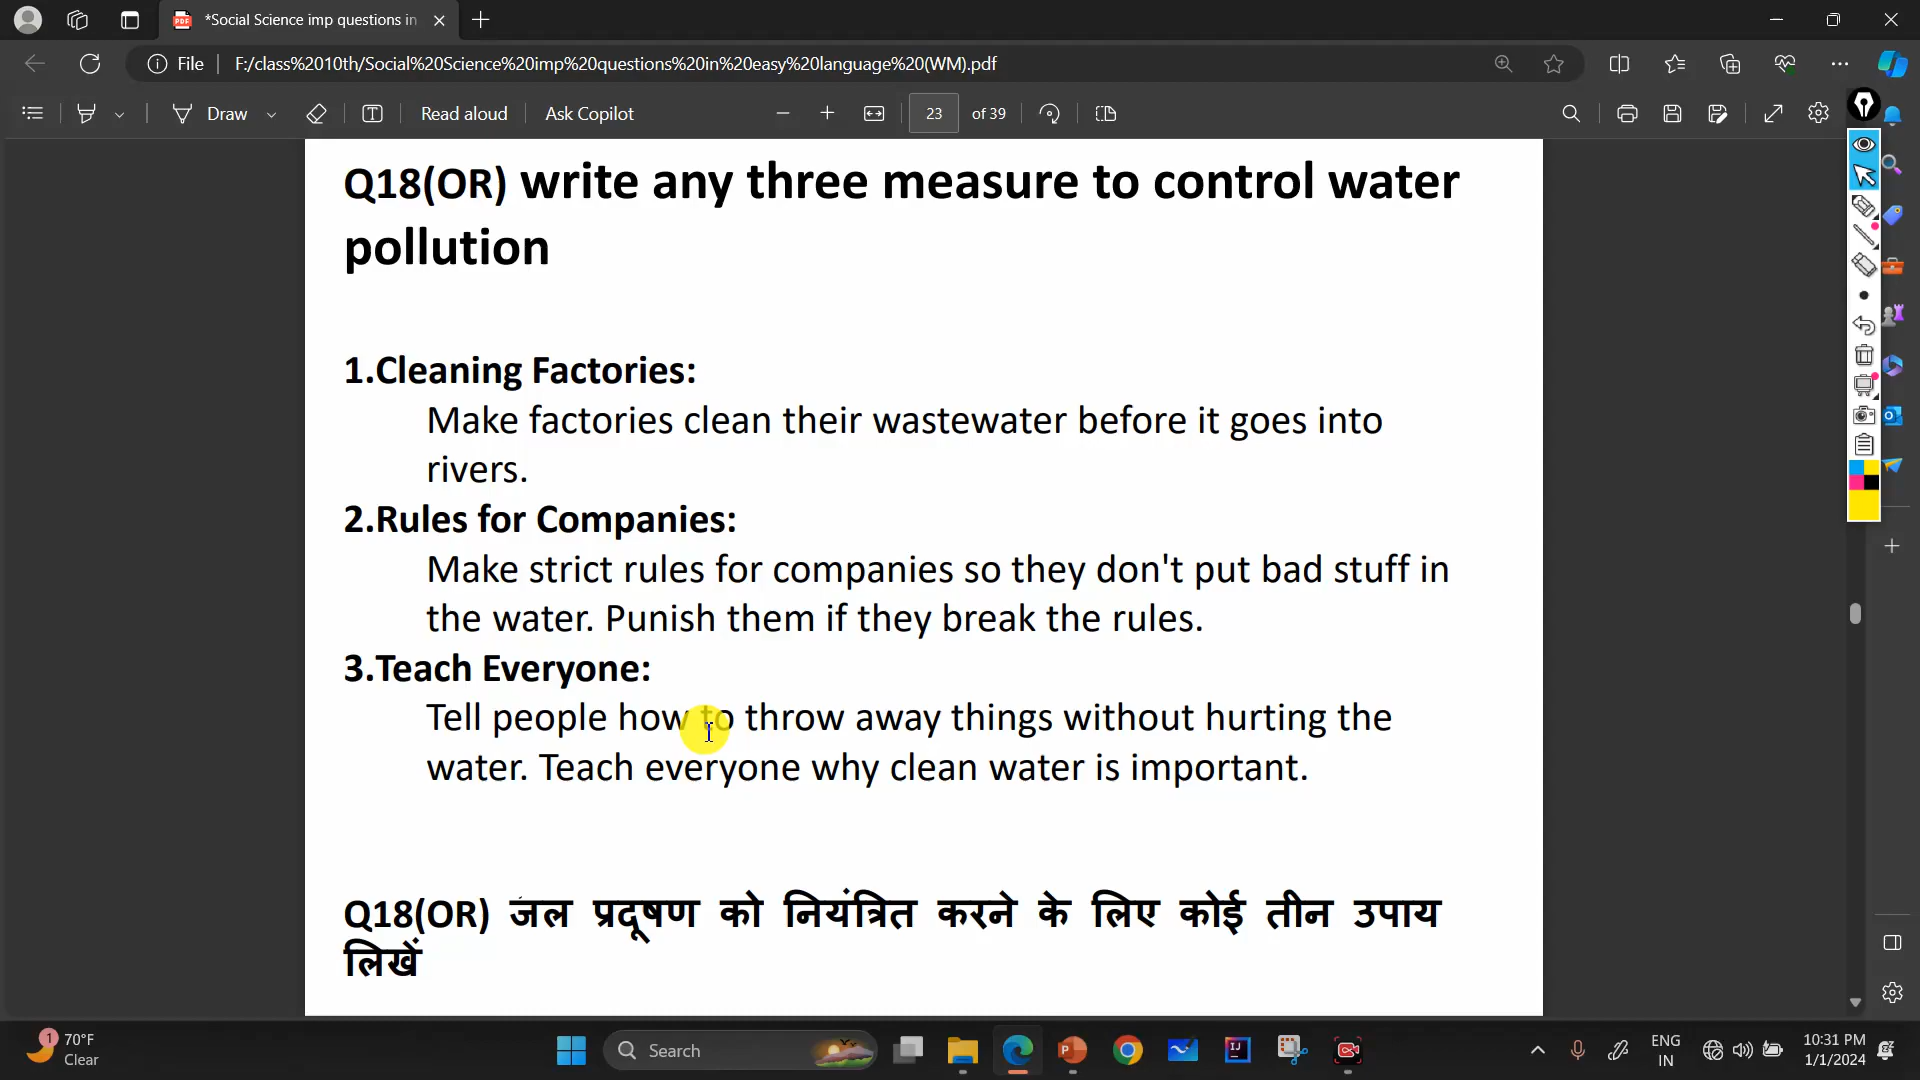 *Social Science imp questions in
File
F:/class%2010th/Social%20Science%20imp%20questions%20in%20easy%20language%20(WM).pdf
Draw
Read aloud
Ask Copilot
23
of 39
Q18(OR) write any three measure to control water
pollution
1.Cleaning Factories:
Make factories clean their wastewater before it goes into
rivers.
2.Rules for Companies:
Make strict rules for companies so they don't put bad stuff in
the water. Punish them if they break the rules.
3.Teach Everyone:
Tell people how to throw away things without hurting the
water. Teach everyone why clean water is important.
Q18(OR) जल प्रदूषण को नियंत्रित करने के लिए कोई तीन उपाय
लिखें
1
70°F
Clear
Search
ENG
IN
10:31 PM
1/1/2024